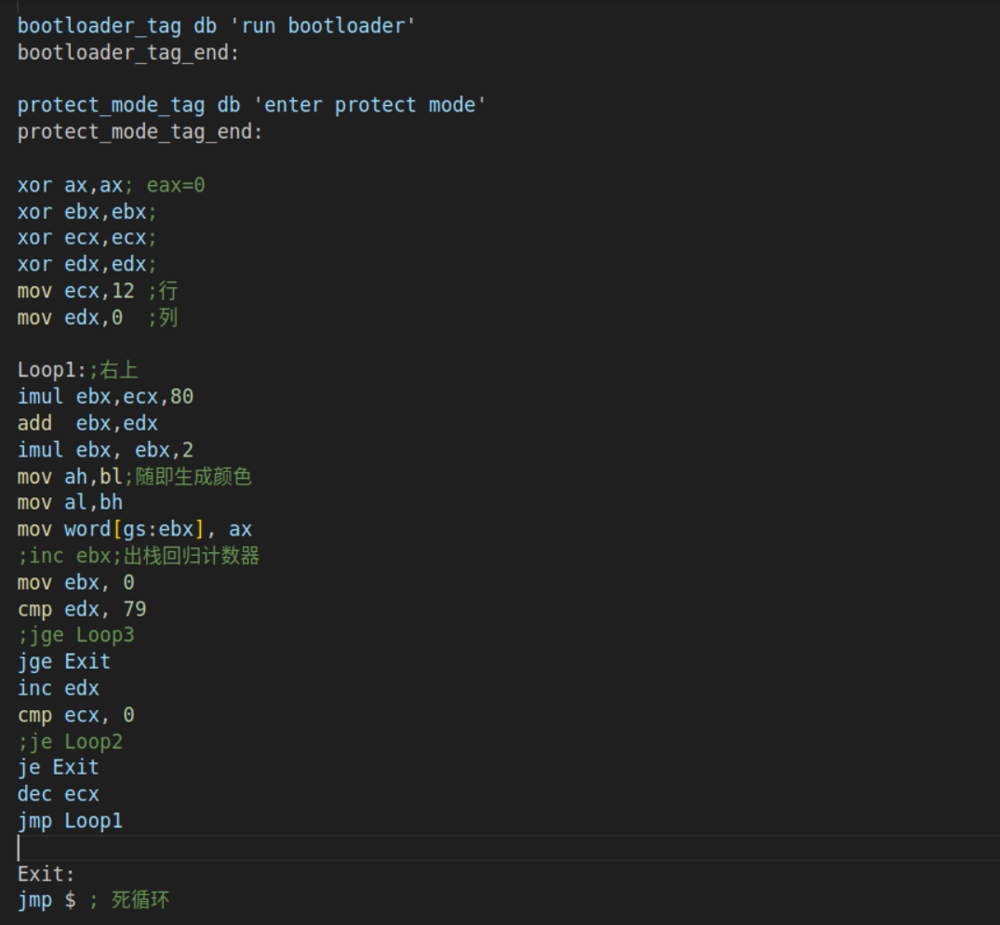 bootloader_tag db 'run bootloader'
bootloader_tag_end:
protect_mode_tag db 'enter protect mode'
protect_mode_tag_end:
xor ax,ax; eax=0
xor ebx,ebx;
xor ecx,ecx;
xor edx,edx;
mov ecx,12 ;行
mov edx,0  ;列
Loop1:;右上
imul ebx,ecx,80
add  ebx,edx
imul ebx, ebx,2
mov ah,bl;随即生成颜色
mov al,bh
mov word[gs:ebx], ax
;inc ebx;出栈回归计数器
mov ebx, 0
cmp edx, 79
;jge Loop3
jge Exit
inc edx
cmp ecx, 0
;je Loop2
je Exit
dec ecx
jmp Loop1
Exit:
jmp $ ; 死循环